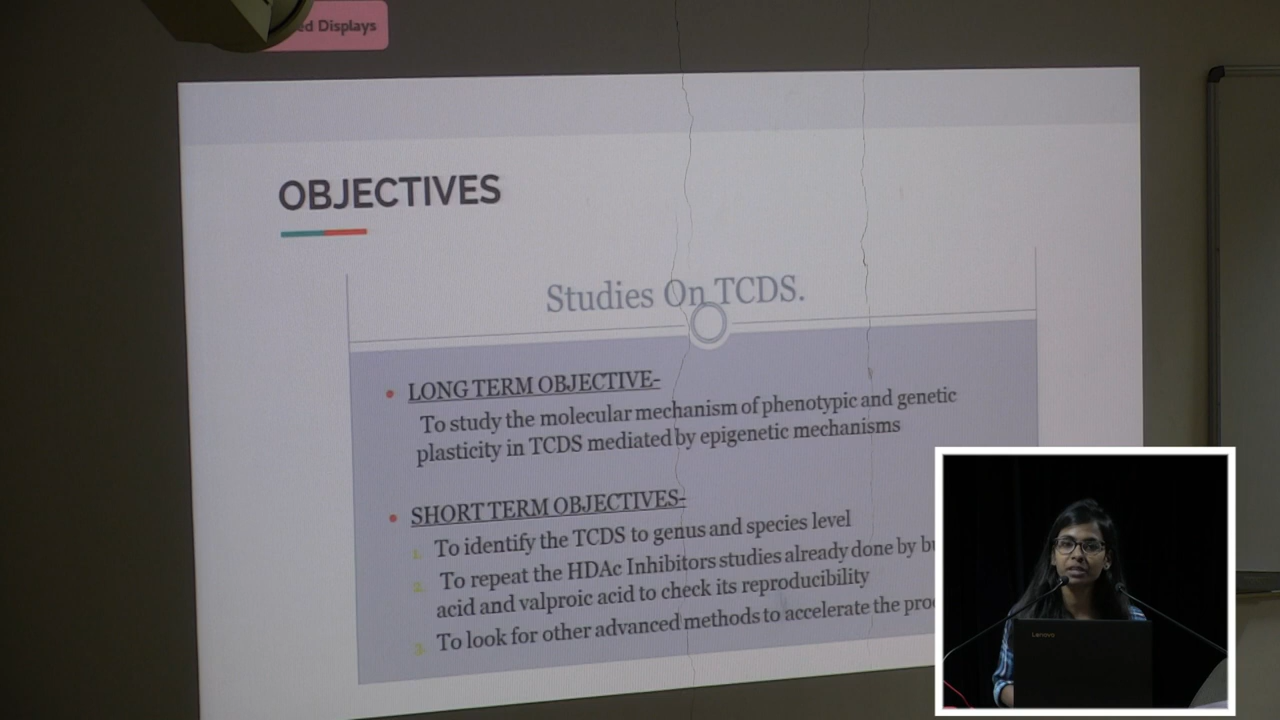 ed Displays
OBJECTIVES
Studies On TCDS.
LONG TERM OBJECTIVE-
To study the molecular mechanism of phenotypic and genetic
plasticity in TCDS mediated by epigenetic mechanisms
SHORT TERM OBJECTIVES-
1. To identify the TCDS to genus and species level
2. To repeat the HDAc Inhibitors studies already done by
acid and valproic acid to check its reproducibility
3. To look for other advanced methods to accelerate the
Lenovo